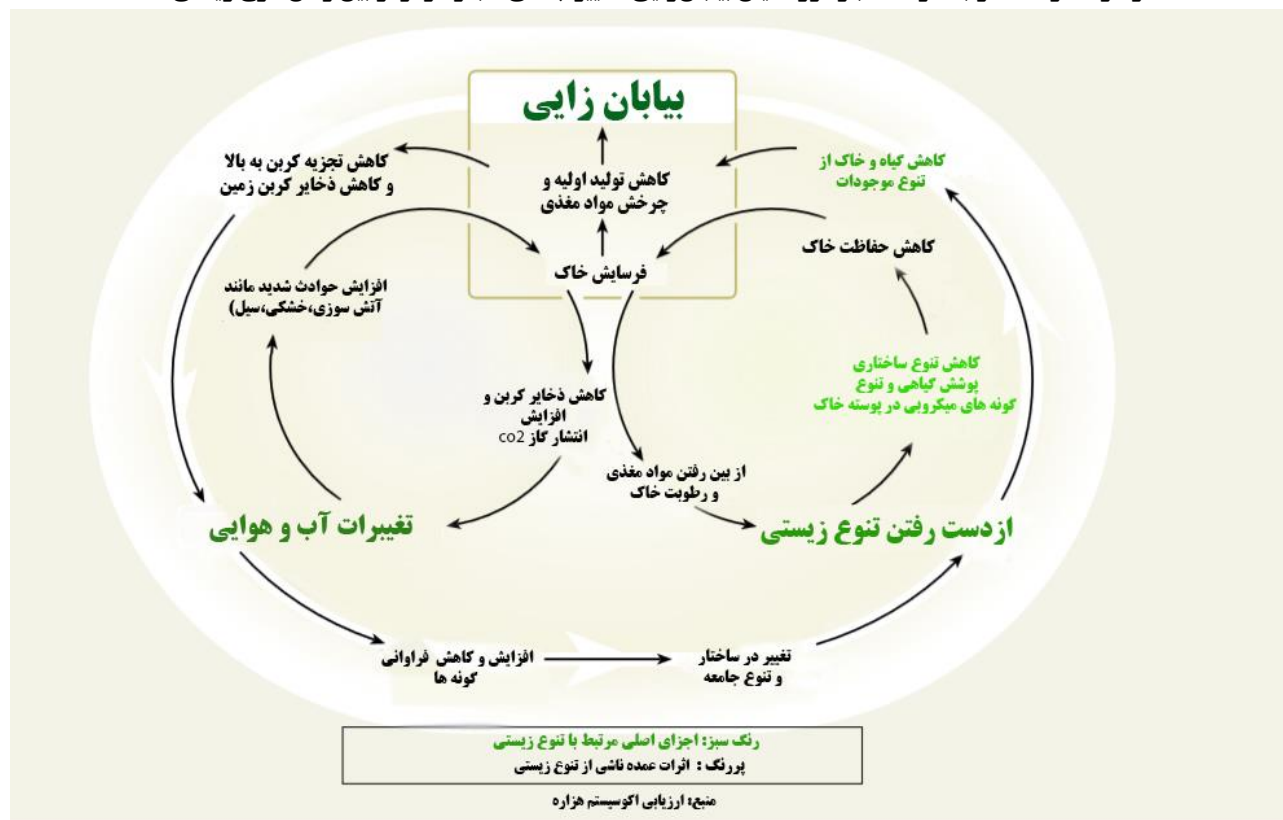 بیابان زایی
کاهش تجزیه کربن به بالا
و کاهش ذخایر کربن زمین
کاهش تولید اولیه و
چرخش مواد مغذی
کاهش گیاه و خاک از
تنوع موجودات
کاهش حفاظت خاک
فرسایش خاک
افزایش حوادث شدید مانند
آتش سوزی،خشکی،سیل)
کاهش تنوع ساختاری
پوشش گیاهی و تنوع
گونه های میکروبی در پوسته خاک
کاهش ذخایر کربن و
افزایش
انتشار گاز co2
از بین رفتن مواد مغذی
و رطوبت خاک
تغییرات آب و هوایی
ازدست رفتن تنوع زیستی
افزایش و کاهش فراوانی
گونه ها
تغییر در ساختار
و تنوع جامعه
رنگ سبز: اجزای اصلی مرتبط با تنوع زیستی
پررنگ : اثرات عمده ناشی از تنوع زیستی
منبع: ارزیابی اکوسیستم هزاره